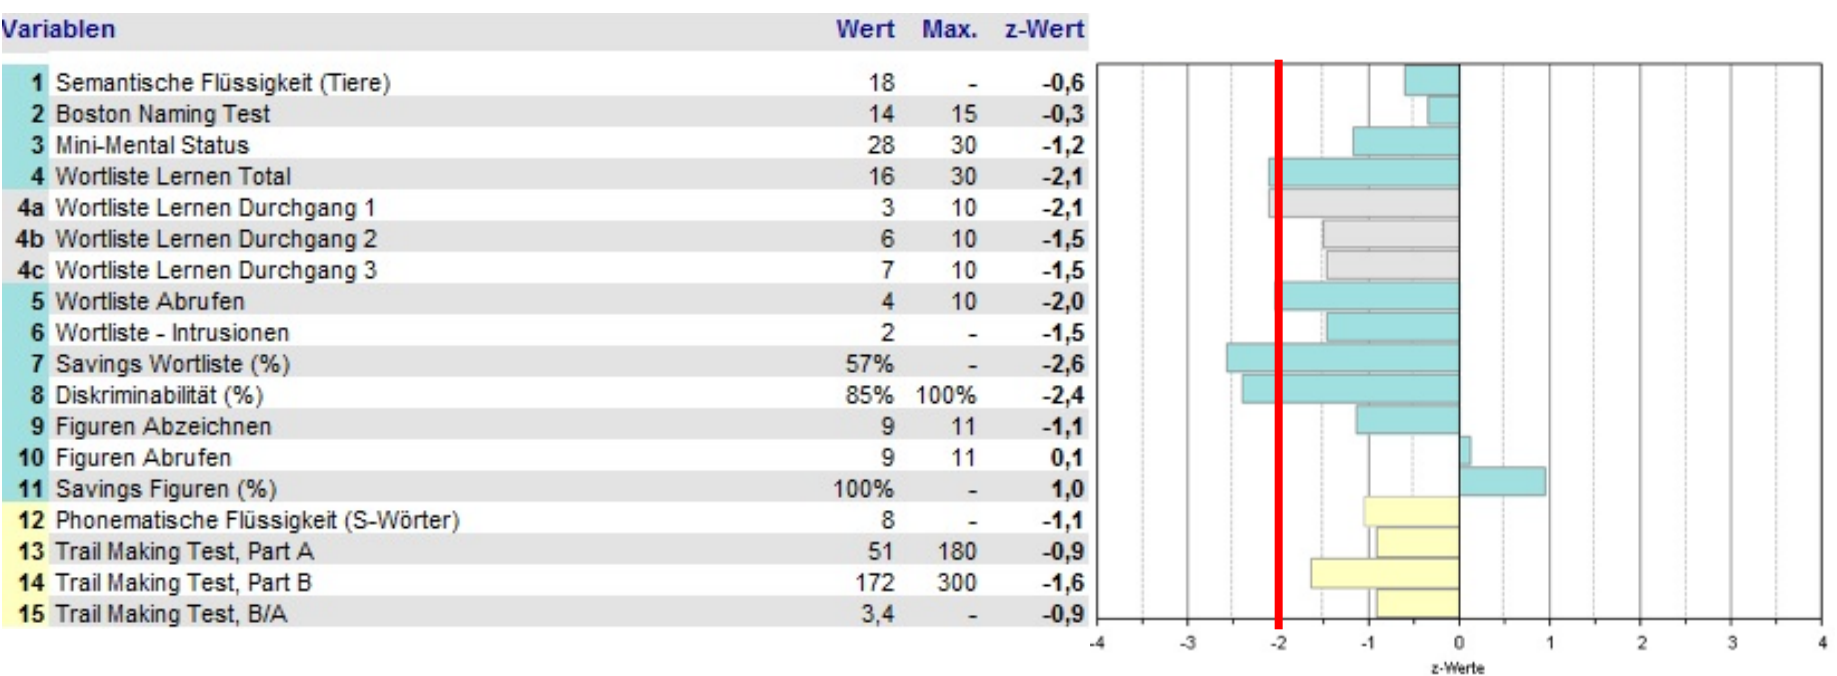 Variablen Wert Max. z-Wert
1 Semantische Flüssigkeit (Tiere) 18 - -0,6
2 Boston Naming Test 14 15 -0,3
3 Mini-Mental Status 28 30 -1,2
4 Wortliste Lernen Total 16 30 -2,1
4a Wortliste Lernen Durchgang 1 3 10 -2,1
4b Wortliste Lernen Durchgang 2 6 10 -1,5
4c Wortliste Lernen Durchgang 3 7 10 -1,5
5 Wortliste Abrufen 4 10 -2,0
6 Wortliste - Intrusionen 2 - -1,5
7 Savings Wortliste (%) 57% - -2,6
8 Diskriminabilität (%) 85% 100% -2,4
9 Figuren Abzeichnen 9 11 -1,1
10 Figuren Abrufen 9 11 0,1
11 Savings Figuren (%) 100% - 1,0
12 Phonematische Flüssigkeit (S-Wörter) 8 - -1,1
13 Trail Making Test, Part A 51 180 -0,9
14 Trail Making Test, Part B 172 300 -1,6
15 Trail Making Test, B/A 3,4 - -0,9
-4 -3 -2 -1 0 1 2 3 4
z-Werte